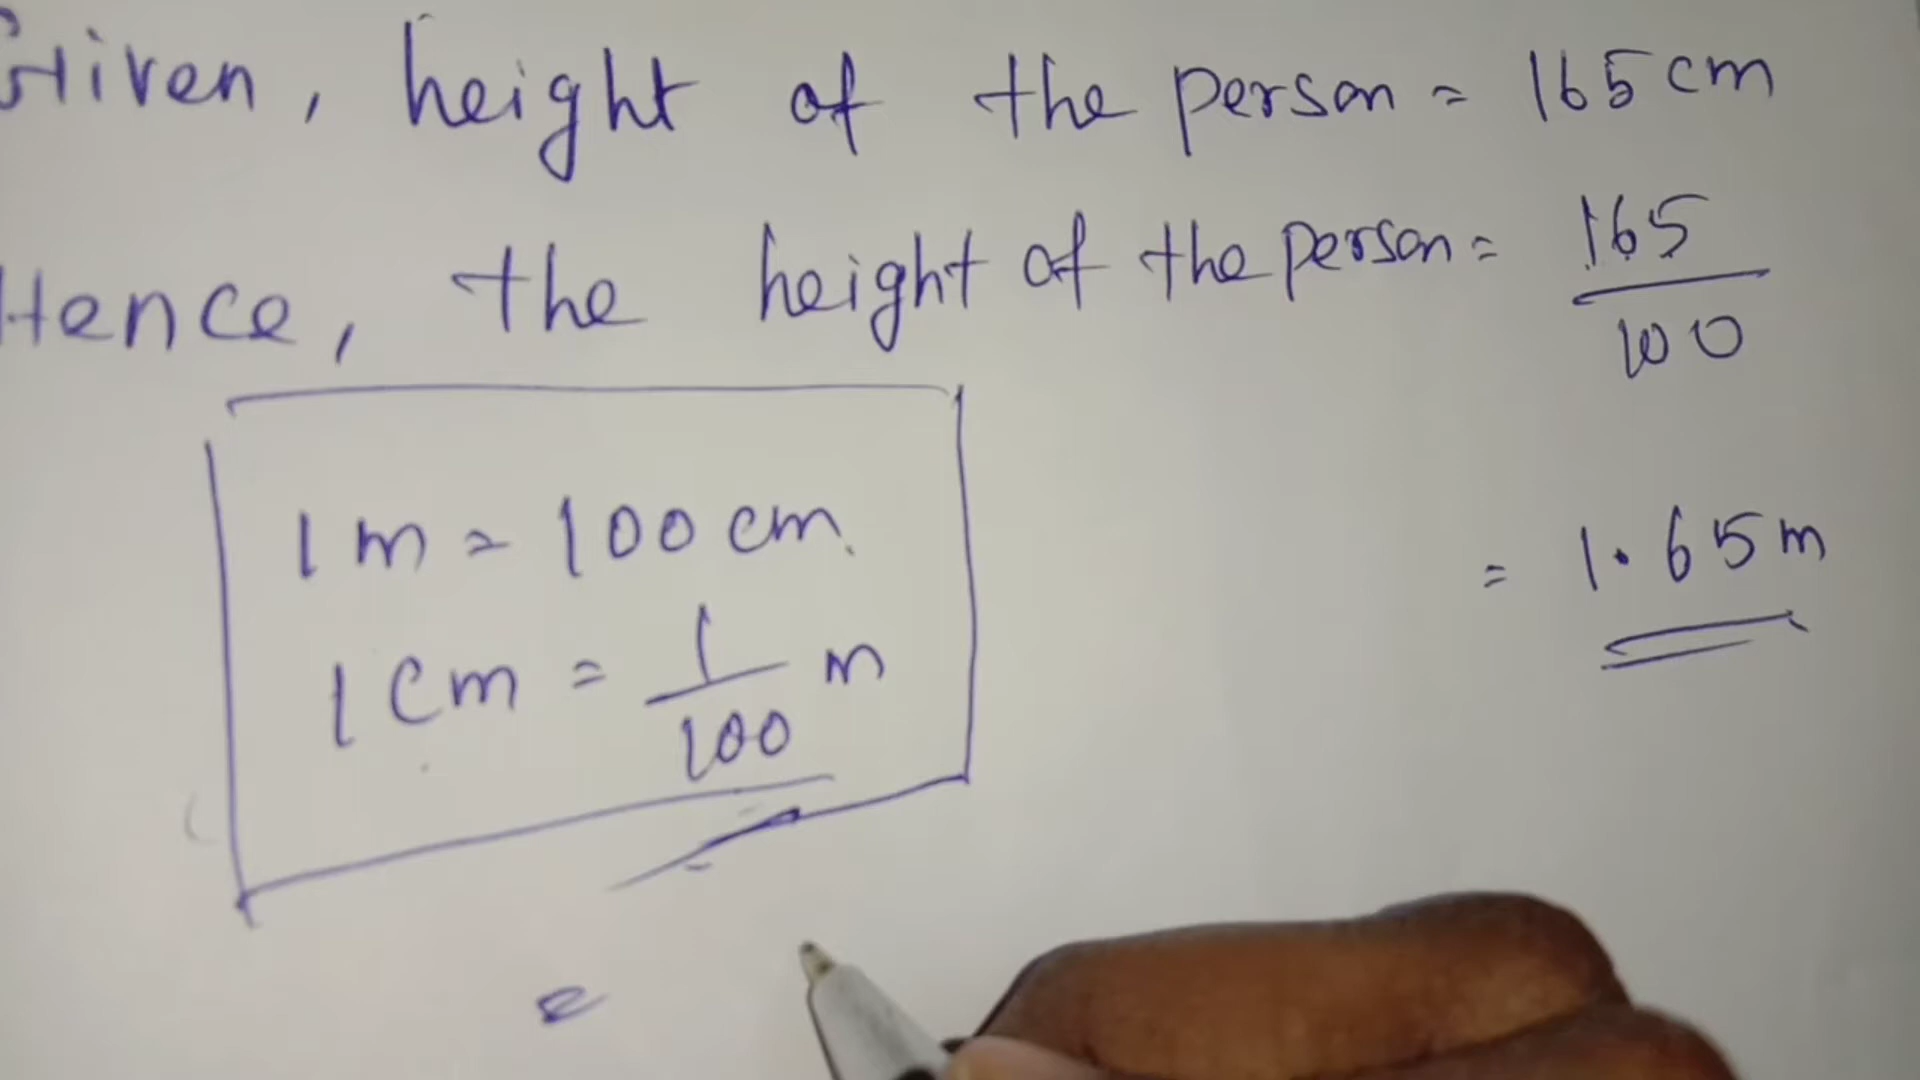 Given, height of the person = 165 cm
Hence, the height of the person = 165/100
1 m = 100 cm.
= 1.65 m
1 cm = 1/100 m
=